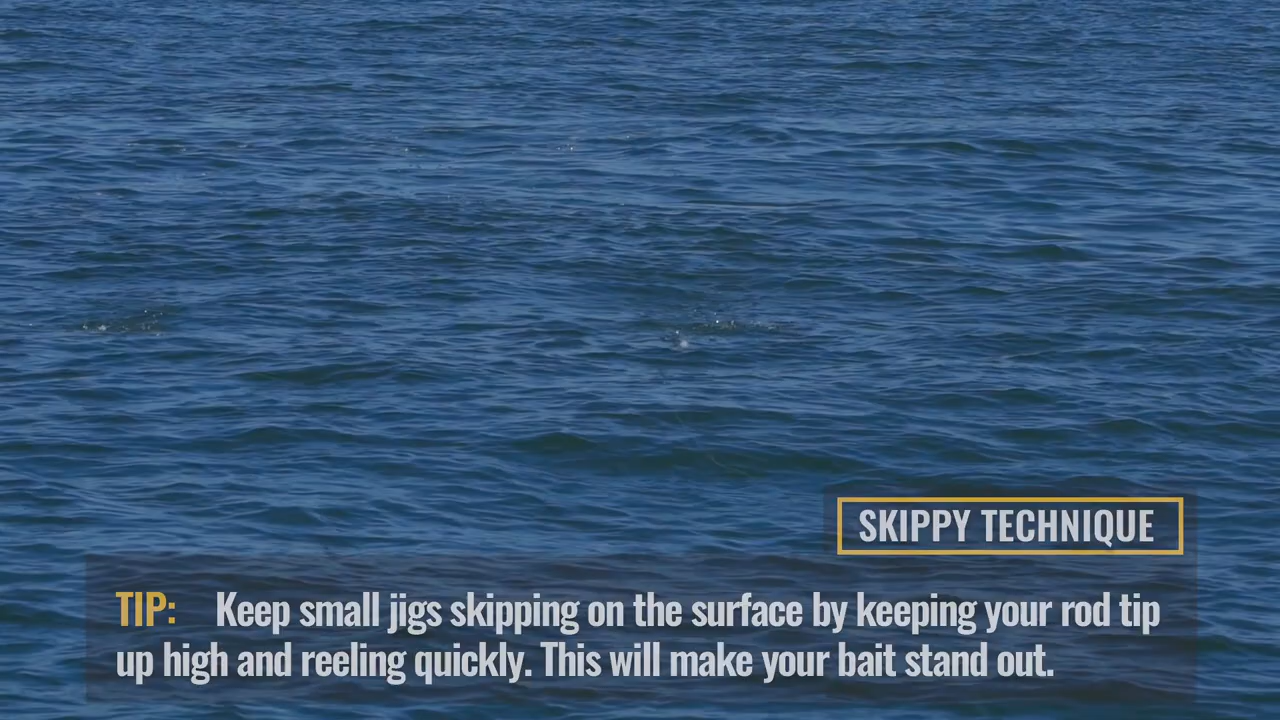 SKIPPY TECHNIQUE
TIP: Keep small jigs skipping on the surface by keeping your rod tip
up high and reeling quickly. This will make your bait stand out.